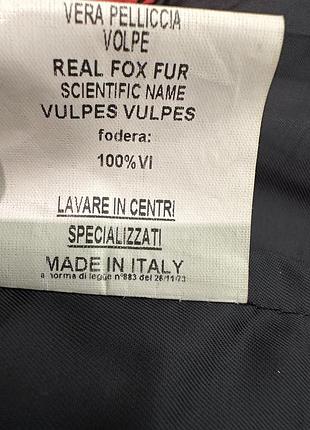 VERA PELLICCIA
VOLPE
REAL FOX FUR
SCIENTIFIC NAME
VULPES VULPES
fodera:
100%VI
LAVARE IN CENTRI
SPECIALIZZATI
MADE IN ITALY
a norma di legge n°883 del 26/11/73